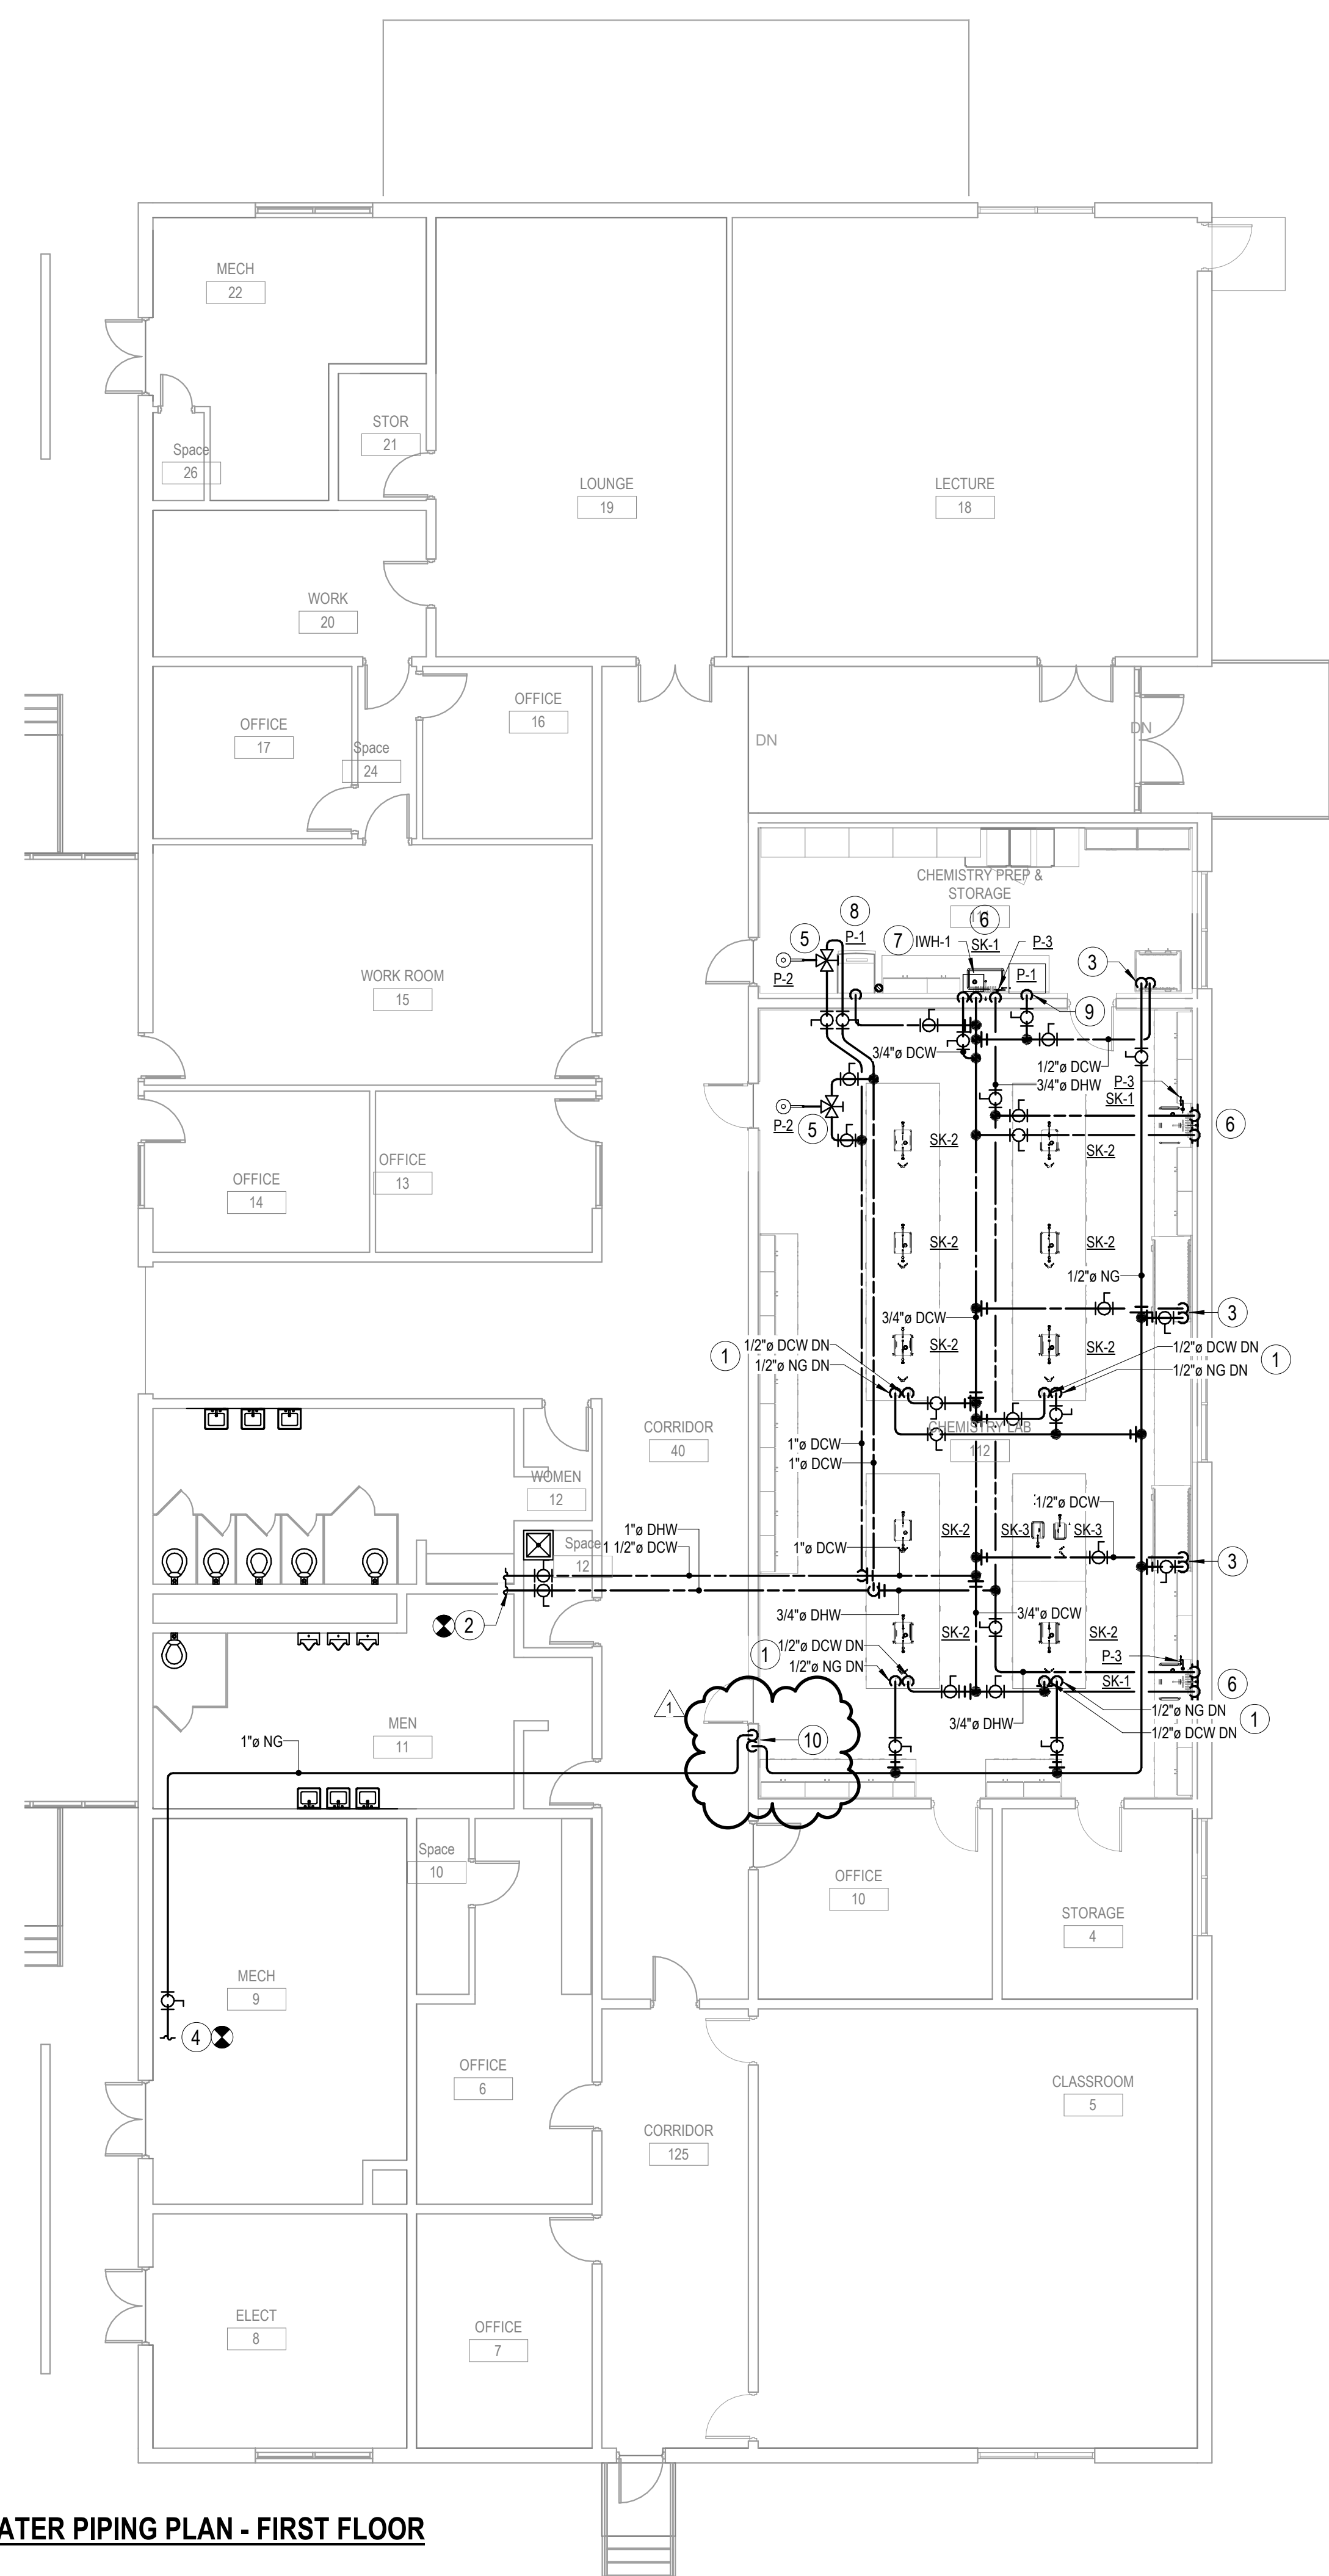 MECH
22
STOR
21
Space
26
LOUNGE
19
LECTURE
18
WORK
20
OFFICE
17
OFFICE
16
Space
24
DN
DN
CHEMISTRY PREP &
STORAGE
8
6
5
P-1
7
IWH-1
SK-1
P-3
3
P-2
P-1
WORK ROOM
15
9
3/4"ø DCW
1/2"ø DCW
3/4"ø DHW
P-3
SK-1
P-2
5
6
SK-2
SK-2
OFFICE
14
OFFICE
13
SK-2
SK-2
1/2"ø NG
3/4"ø DCW
3
1
1/2"ø DCW DN
1/2"ø NG DN
SK-2
SK-2
1/2"ø DCW DN
1/2"ø NG DN
1
CORRIDOR
40
CHEMISTRY LAB
112
1"ø DCW
1"ø DCW
WOMEN
12
1/2"ø DCW
1"ø DHW
1 1/2"ø DCW
Space
12
1"ø DCW
SK-2
SK-3
SK-3
3
2
3/4"ø DHW
3/4"ø DCW
1
1/2"ø DCW DN
1/2"ø NG DN
SK-2
SK-2
P-3
SK-1
6
1
MEN
11
1"ø NG
10
3/4"ø DHW
1/2"ø NG DN
1/2"ø DCW DN
1
Space
10
OFFICE
10
STORAGE
4
MECH
9
4
OFFICE
6
CLASSROOM
5
CORRIDOR
125
ELECT
8
OFFICE
7
ATER PIPING PLAN - FIRST FLOOR